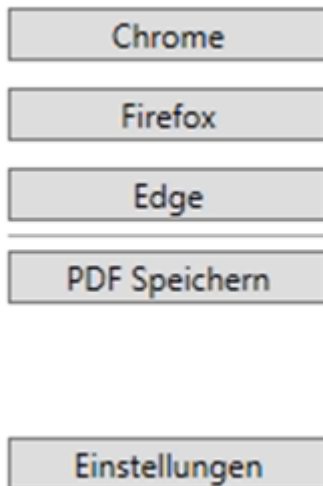 Chrome
Firefox
Edge
PDF Speichern
Einstellungen